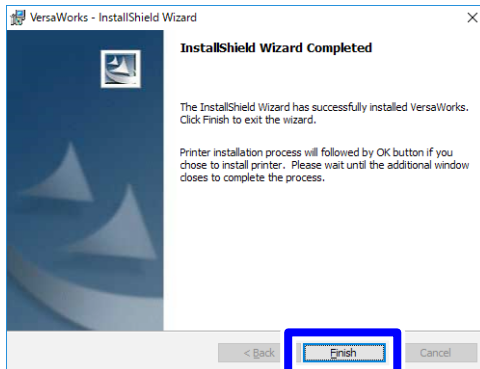 VersaWorks - InstallShield Wizard
InstallShield Wizard Completed
The InstallShield Wizard has successfully installed VersaWorks.
Click Finish to exit the wizard.
Printer installation process will followed by OK button if you
chose to install printer. Please wait until the additional window
closes to complete the process.
< Back Finish Cancel